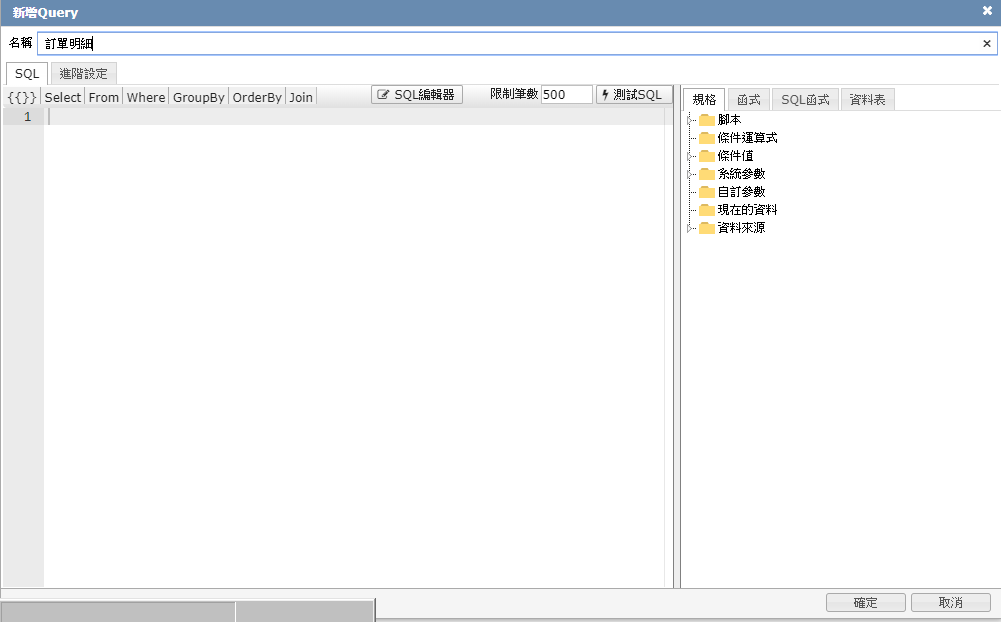 新增Query
名稱 訂單明細
SQL 進階設定
{{}} Select From Where GroupBy OrderBy Join SQL編輯器 限制筆數 500 測試SQL
1
規格 函式 SQL函式 資料表
腳本
條件運算式
條件值
系統參數
自訂參數
現在的資料
資料來源
確定 取消